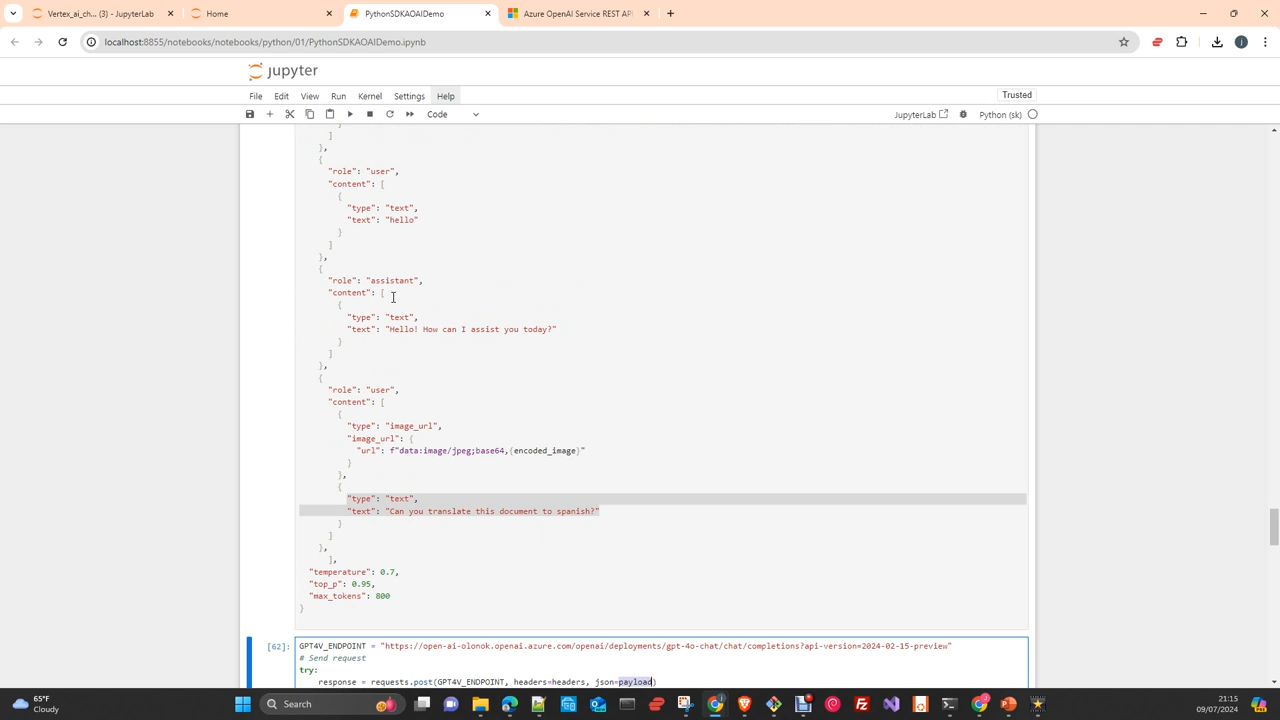 Vertex_ai_ch... (3) - JupyterLab
Home
PythonSDKAOAIDemo
Azure OpenAI Service REST API
localhost:8855/notebooks/notebooks/python/01/PythonSDKAOAIDemo.ipynb
jupyter
File Edit View Run Kernel Settings Help
Trusted
Code
JupyterLab
Python (sk)
]
},
{
"role": "user",
"content": [
{
"type": "text",
"text": "hello"
}
]
},
{
"role": "assistant",
"content": [
{
"type": "text",
"text": "Hello! How can I assist you today?"
}
]
},
{
"role": "user",
"content": [
{
"type": "image_url",
"image_url": {
"url": f"data:image/jpeg;base64,{encoded_image}"
}
},
{
"type": "text",
"text": "Can you translate this document to spanish?"
}
]
},
],
"temperature": 0.7,
"top_p": 0.95,
"max_tokens": 800
}
[62]:
GPT4V_ENDPOINT = "https://open-ai-olonok.openai.azure.com/openai/deployments/gpt-4o-chat/chat/completions?api-version=2024-02-15-preview"
# Send request
try:
response = requests.post(GPT4V_ENDPOINT, headers=headers, json=payload)
65°F
Cloudy
Search
21:15
09/07/2024